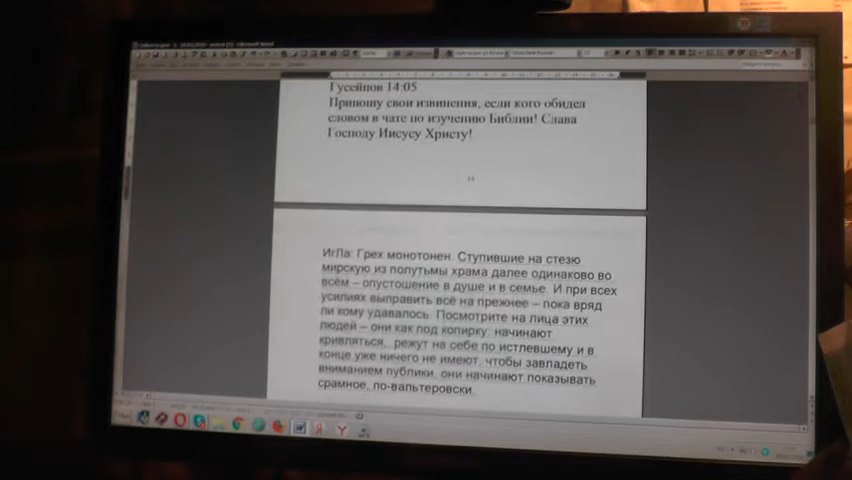 Гусейнов 14:05
Приношу свои извинения, если кого обидел
словом в чате по изучению Библии! Слава
Господу Иисусу Христу!
ИгЛа: Грех монотонен. Ступившие на стезю
мирскую из полутьмы храма далее одинаково во
всём – опустошение в душе и в семье. И при всех
усилиях выправить всё на прежнее – пока вряд
ли кому удавалось. Посмотрите на лица этих
людей – они как под копирку: начинают
кривляться, режут на себе по истлевшему и в
конце уже ничего не имеют, чтобы завладеть
вниманием публики, они начинают показывать
срамное, по-вальтеровски.